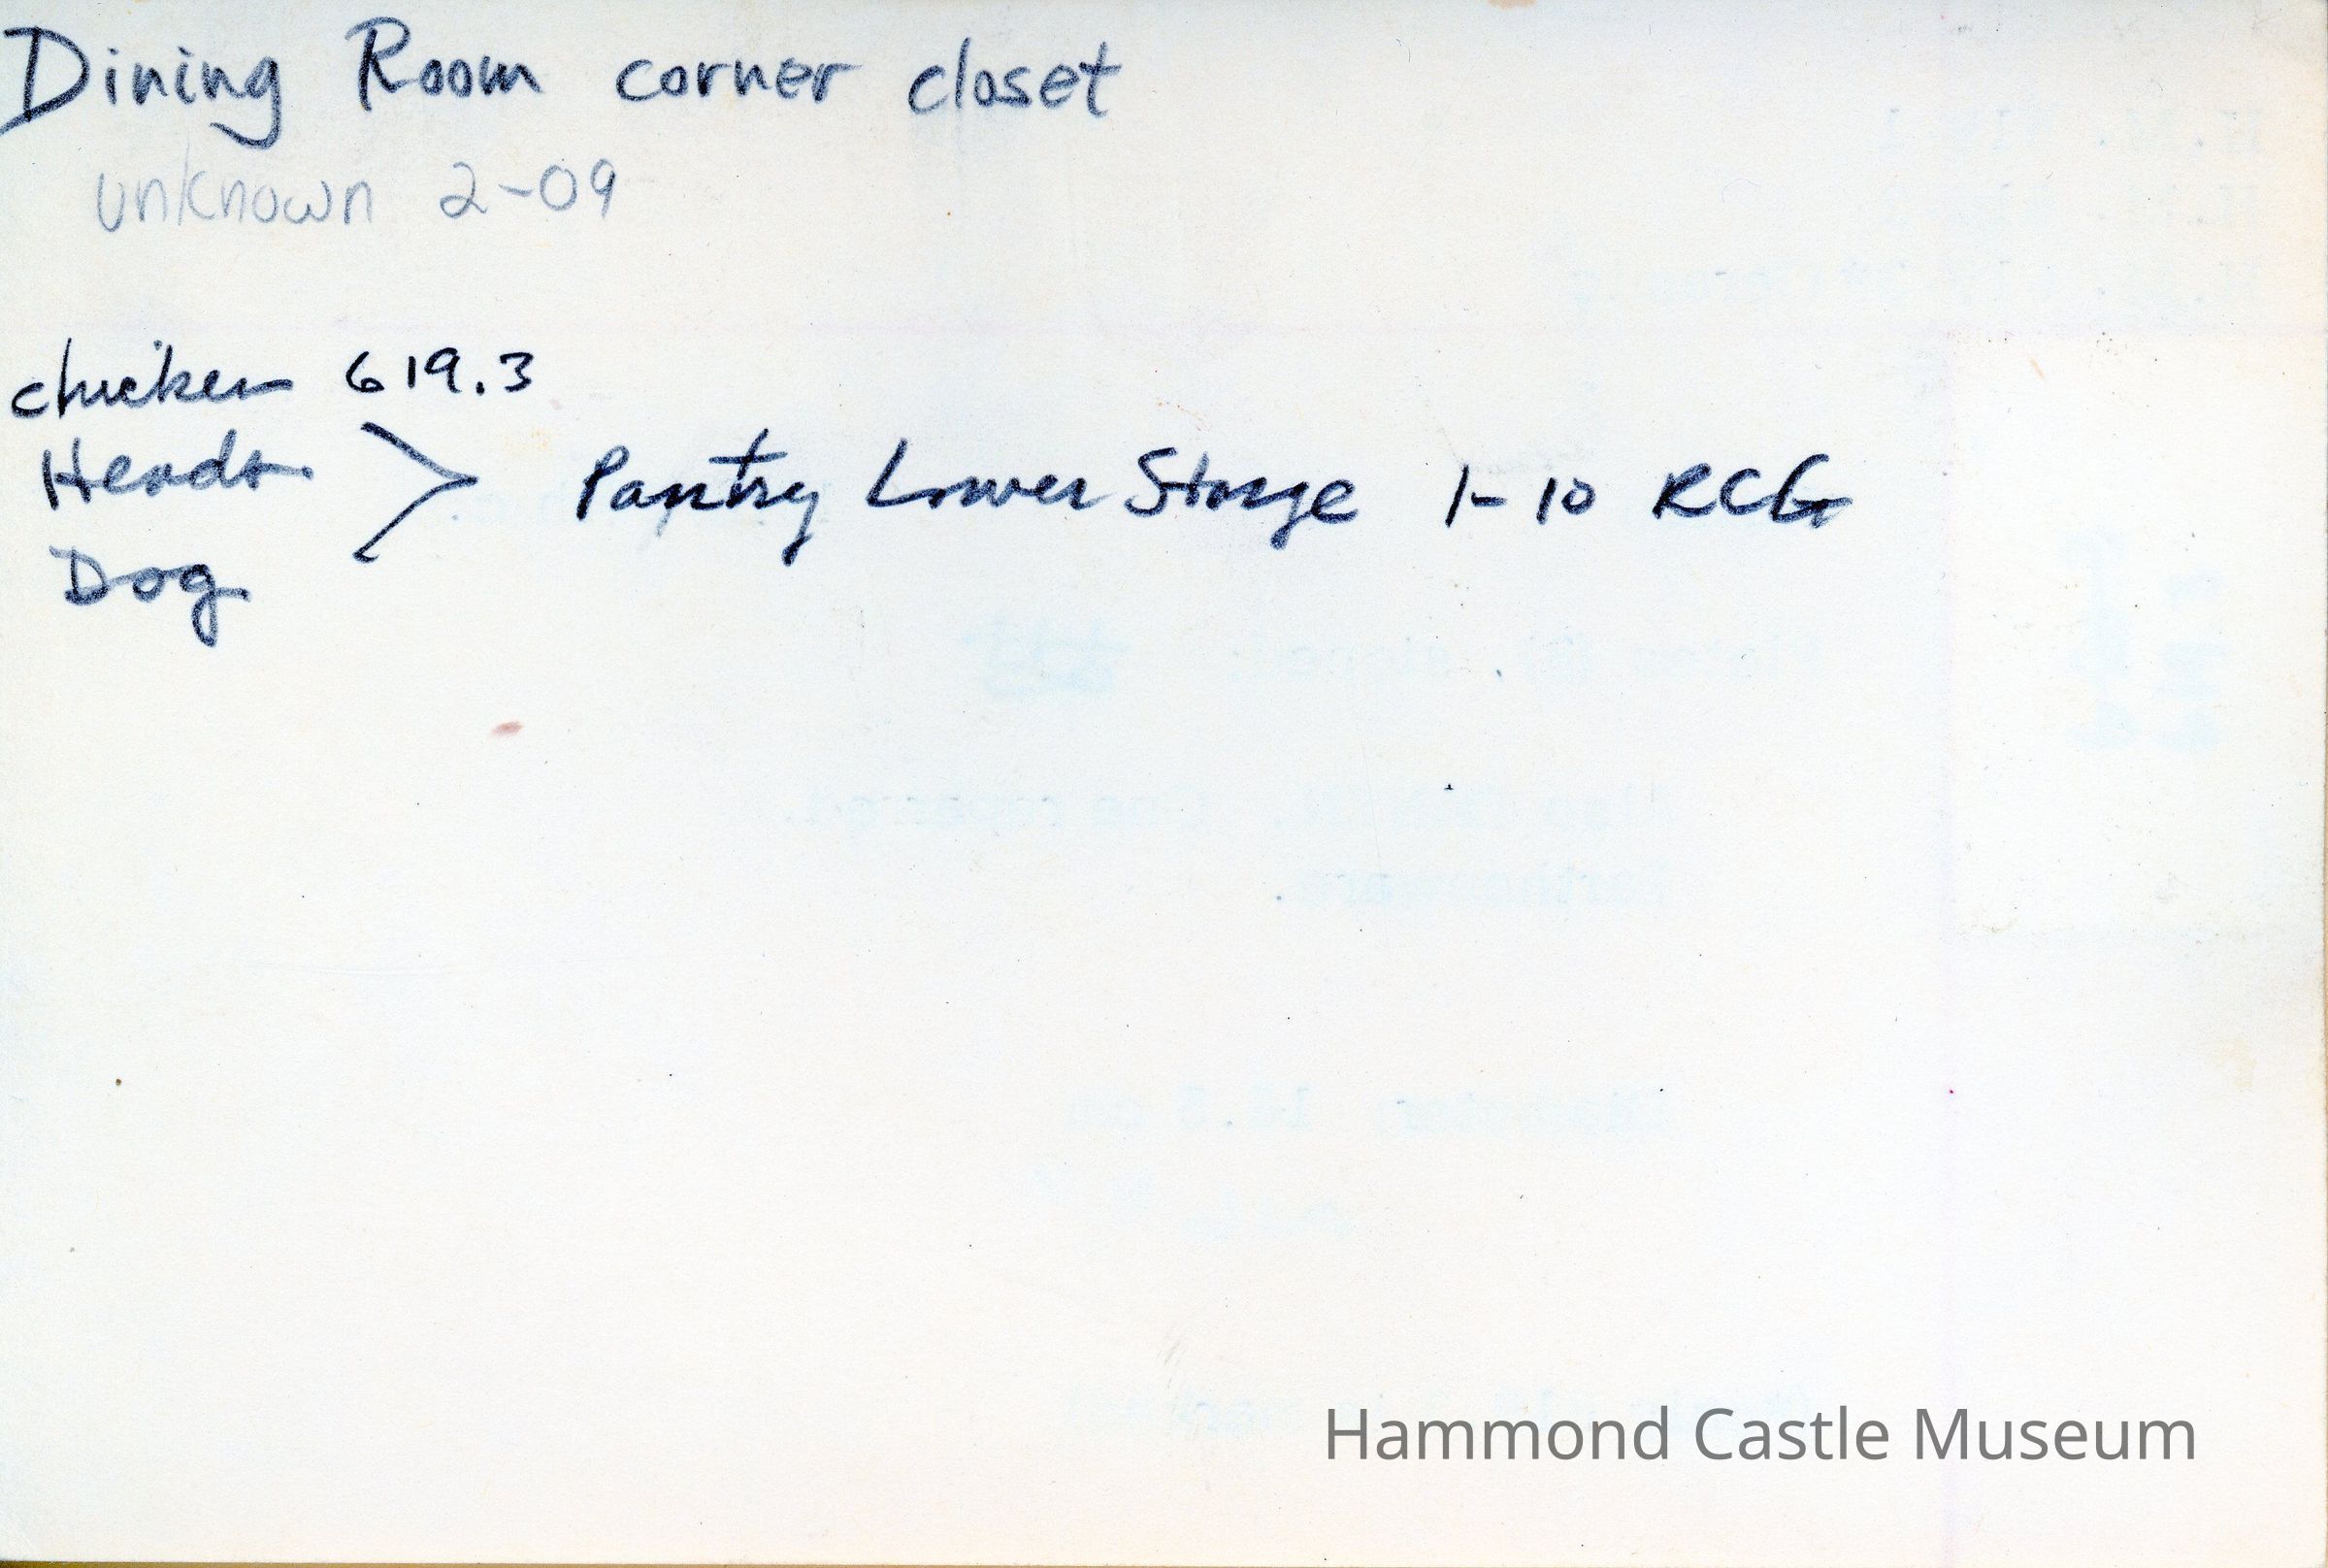 Dining Room corner closet
unknown 2-09
chicken 619.3
Heads
Dog
Pantry Lower Storage 1-10 RCG
Hammond Castle Museum